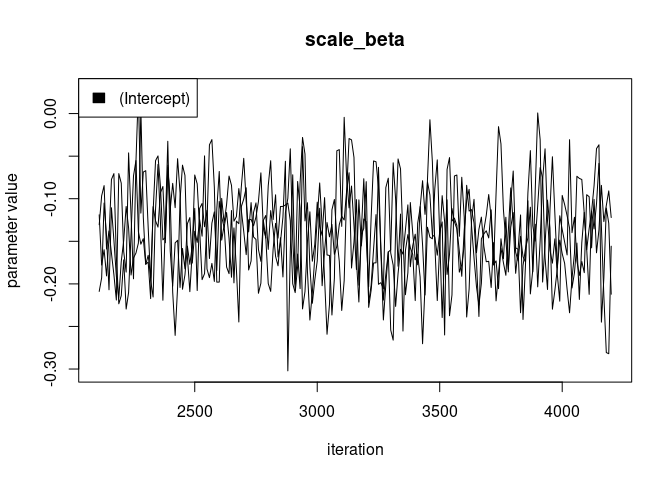 scale_beta
(Intercept)
0.00
-0.10
-0.20
-0.30
parameter value
2500 3000 3500 4000
iteration